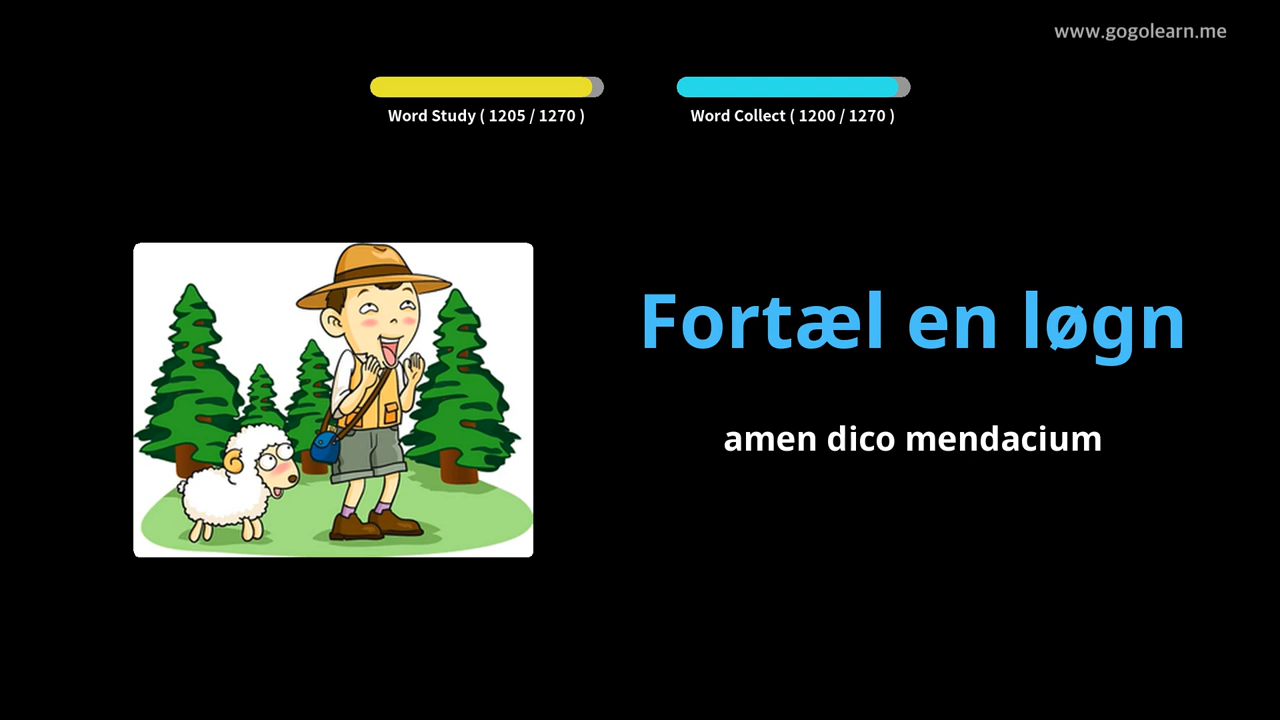 www.gogolearn.me
Word Study ( 1205 / 1270 )
Word Collect ( 1200 / 1270 )
Fortæl en løgn
amen dico mendacium